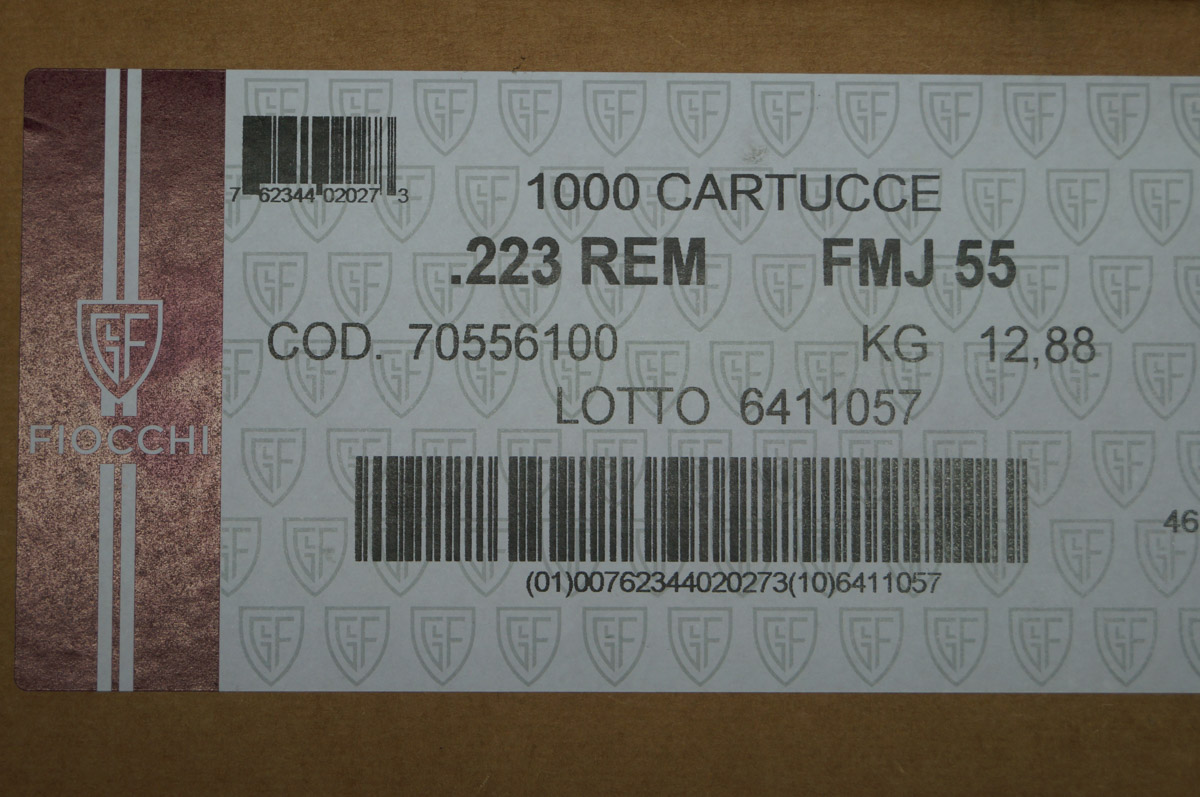 7 62344 02027 3
1000 CARTUCCE
.223 REM FMJ 55
COD. 70556100 KG 12,88
LOTTO 6411057
GF
FIOCCHI
(01)00762344020273(10)6411057
46